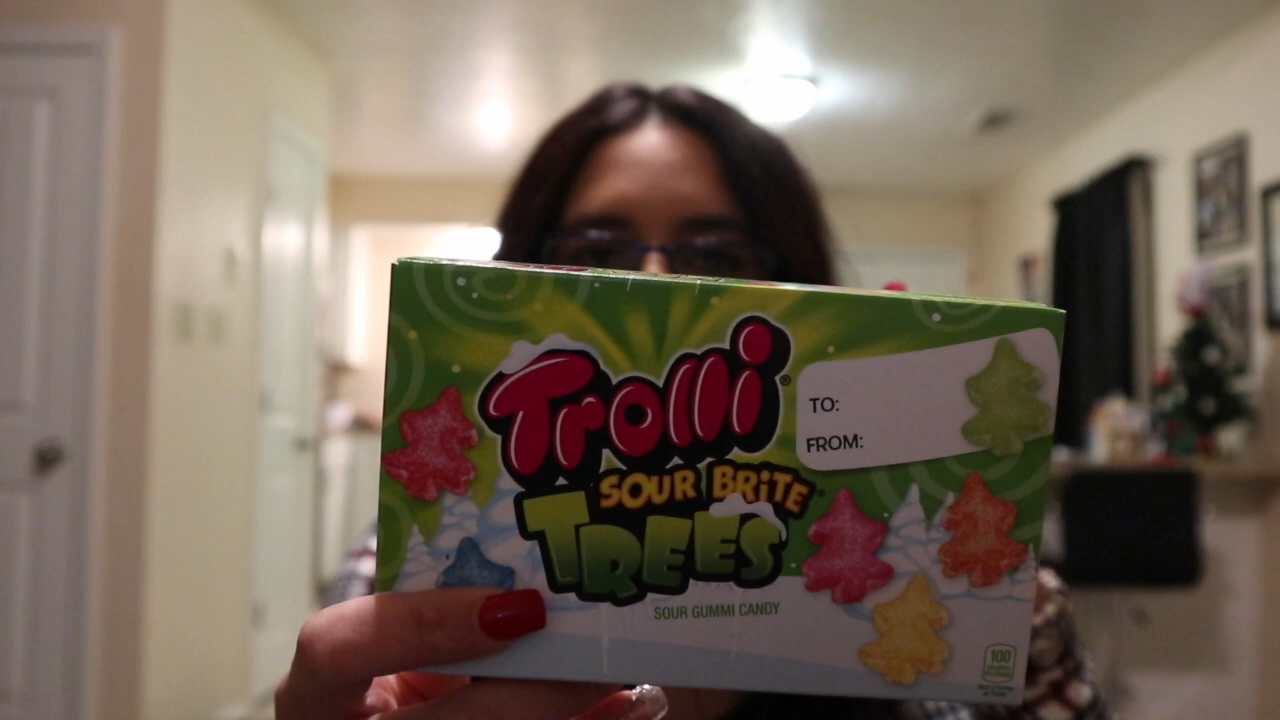 Trolli®
SOUR BRITE
TREES
SOUR GUMMI CANDY
TO:
FROM:
100